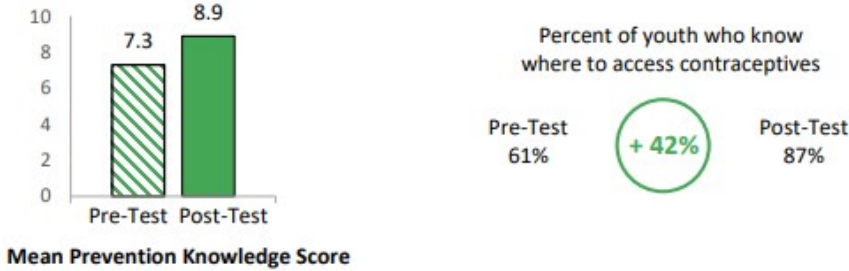 10
8
6
4
2
0
7.3
8.9
Pre-Test Post-Test
Mean Prevention Knowledge Score
Percent of youth who know
where to access contraceptives
Pre-Test
61%
+ 42%
Post-Test
87%